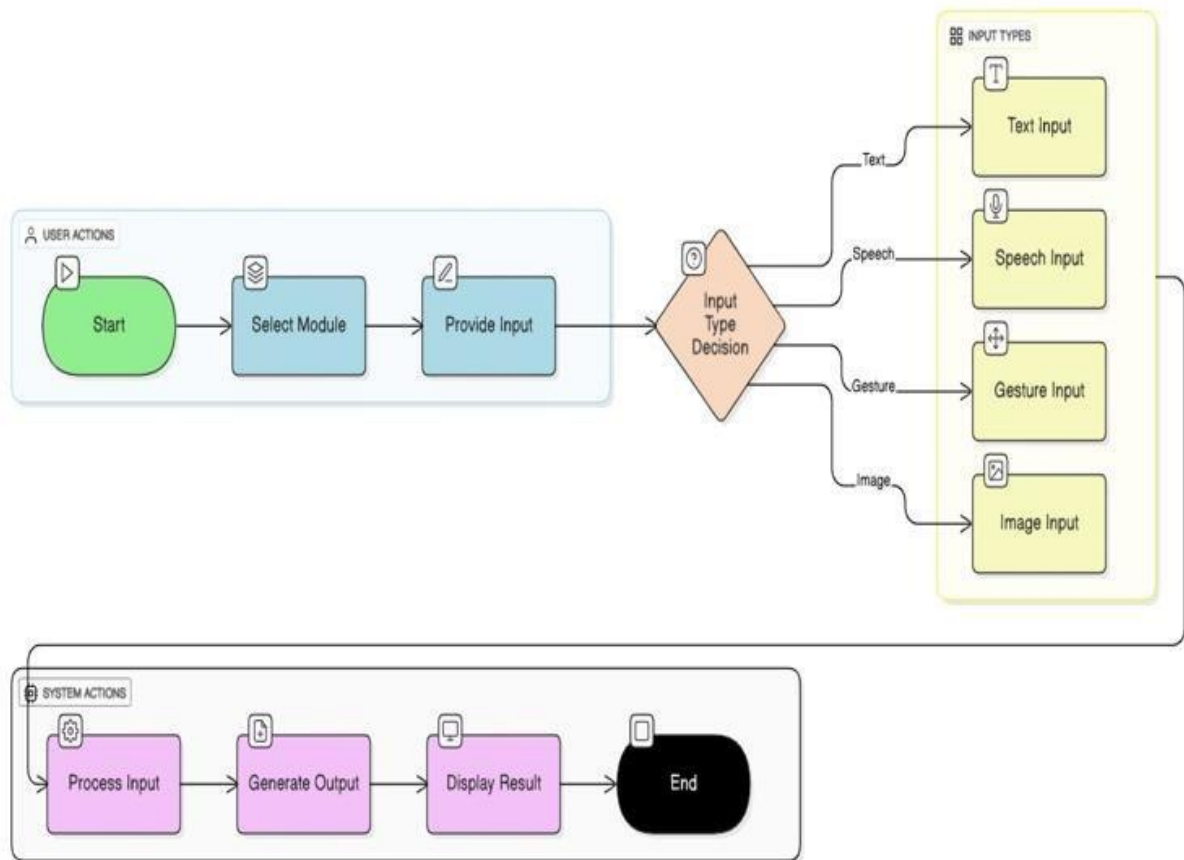 INPUT TYPES
Text Input
Text
USER ACTIONS
Start
Select Module
Provide Input
Input
Type
Decision
Speech
Speech Input
Gesture
Gesture Input
Image
Image Input
SYSTEM ACTIONS
Process Input
Generate Output
Display Result
End